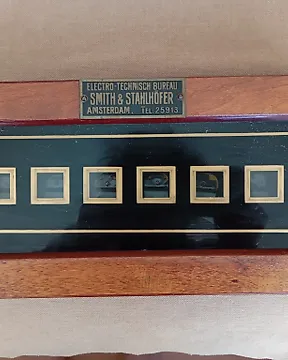 ELECTRO-TECHNISCH BUREAU
SMITH & STAHLHÖFER
AMSTERDAM. TEL. 25913